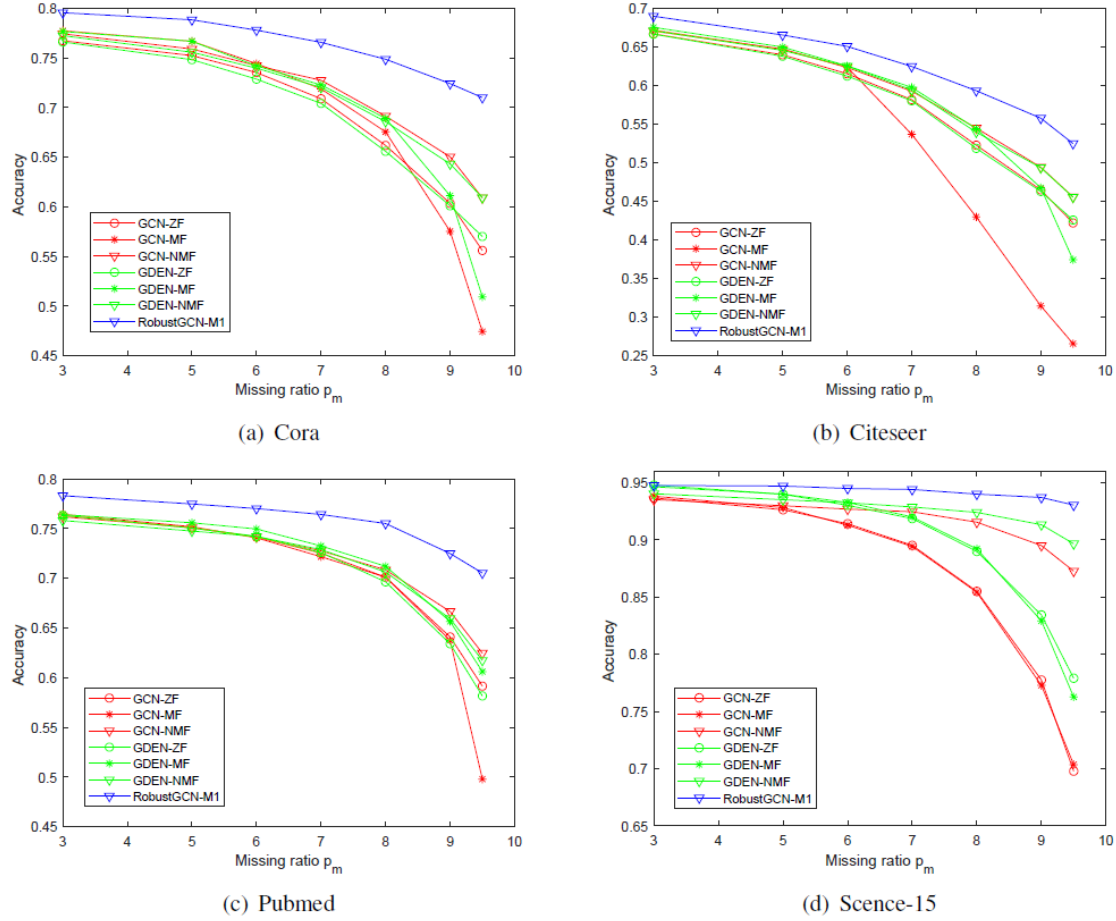 0.8
0.75
0.7
0.65
0.6
0.55
0.5
0.45
Accuracy
GCN-ZF
GCN-MF
GCN-NMF
GDEN-ZF
GDEN-MF
GDEN-NMF
RobustGCN-M1
3 4 5 6 7 8 9 10
Missing ratio p_m
(a) Cora
0.7
0.65
0.6
0.55
0.5
0.45
0.4
0.35
0.3
0.25
Accuracy
GCN-ZF
GCN-MF
GCN-NMF
GDEN-ZF
GDEN-MF
GDEN-NMF
RobustGCN-M1
3 4 5 6 7 8 9 10
Missing ratio p_m
(b) Citeseer
0.8
0.75
0.7
0.65
0.6
0.55
0.5
0.45
Accuracy
GCN-ZF
GCN-MF
GCN-NMF
GDEN-ZF
GDEN-MF
GDEN-NMF
RobustGCN-M1
3 4 5 6 7 8 9 10
Missing ratio p_m
(c) Pubmed
0.95
0.9
0.85
0.8
0.75
0.7
0.65
Accuracy
GCN-ZF
GCN-MF
GCN-NMF
GDEN-ZF
GDEN-MF
GDEN-NMF
RobustGCN-M1
3 4 5 6 7 8 9 10
Missing ratio p_m
(d) Scence-15